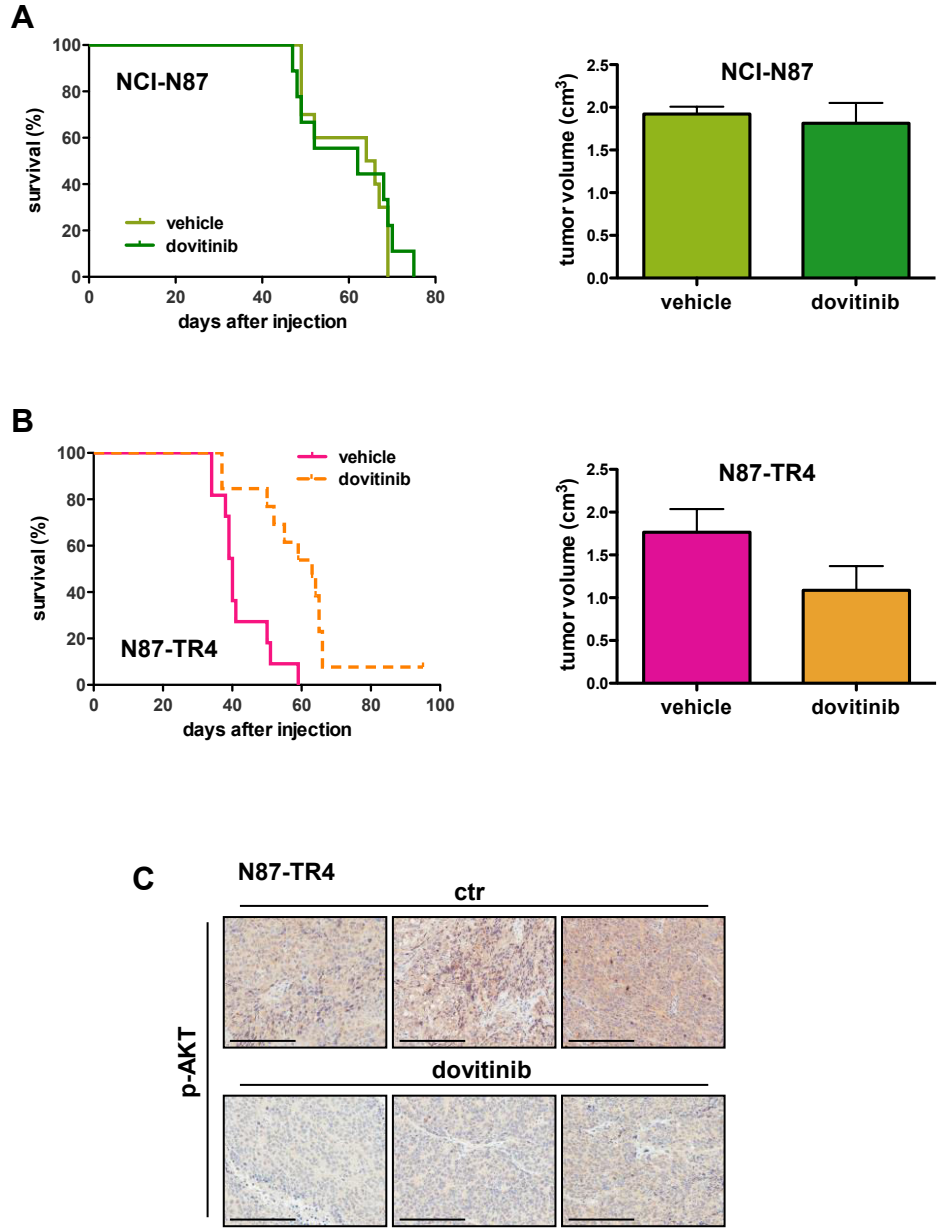 A
100
80
60
40
20
0
survival (%)
NCI-N87
vehicle
dovitinib
0 20 40 60 80
days after injection
NCI-N87
2.5
2.0
1.5
1.0
0.5
0.0
tumor volume (cm³)
vehicle dovitinib
B
100
80
60
40
20
0
survival (%)
vehicle
dovitinib
N87-TR4
0 20 40 60 80 100
days after injection
N87-TR4
2.5
2.0
1.5
1.0
0.5
0.0
tumor volume (cm³)
vehicle dovitinib
C
N87-TR4
ctr
p-AKT
dovitinib